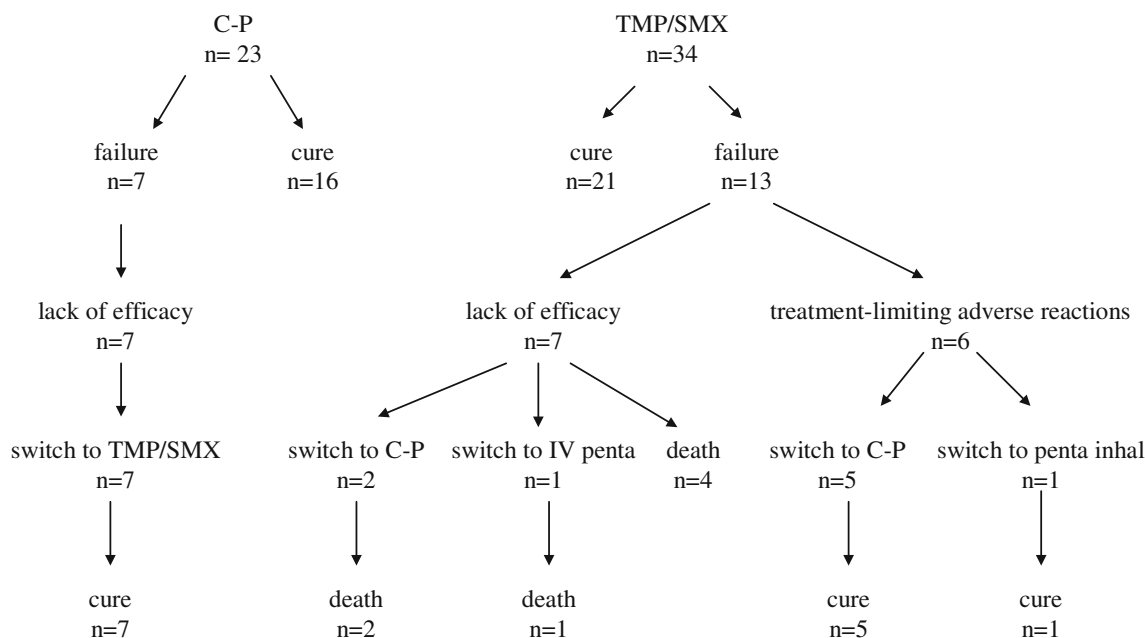 C-P
n= 23
TMP/SMX
n=34
failure
n=7
cure
n=16
cure
n=21
failure
n=13
lack of efficacy
n=7
lack of efficacy
n=7
treatment-limiting adverse reactions
n=6
switch to TMP/SMX
n=7
switch to C-P
n=2
switch to IV penta
n=1
death
n=4
switch to C-P
n=5
switch to penta inhal
n=1
cure
n=7
death
n=2
death
n=1
cure
n=5
cure
n=1